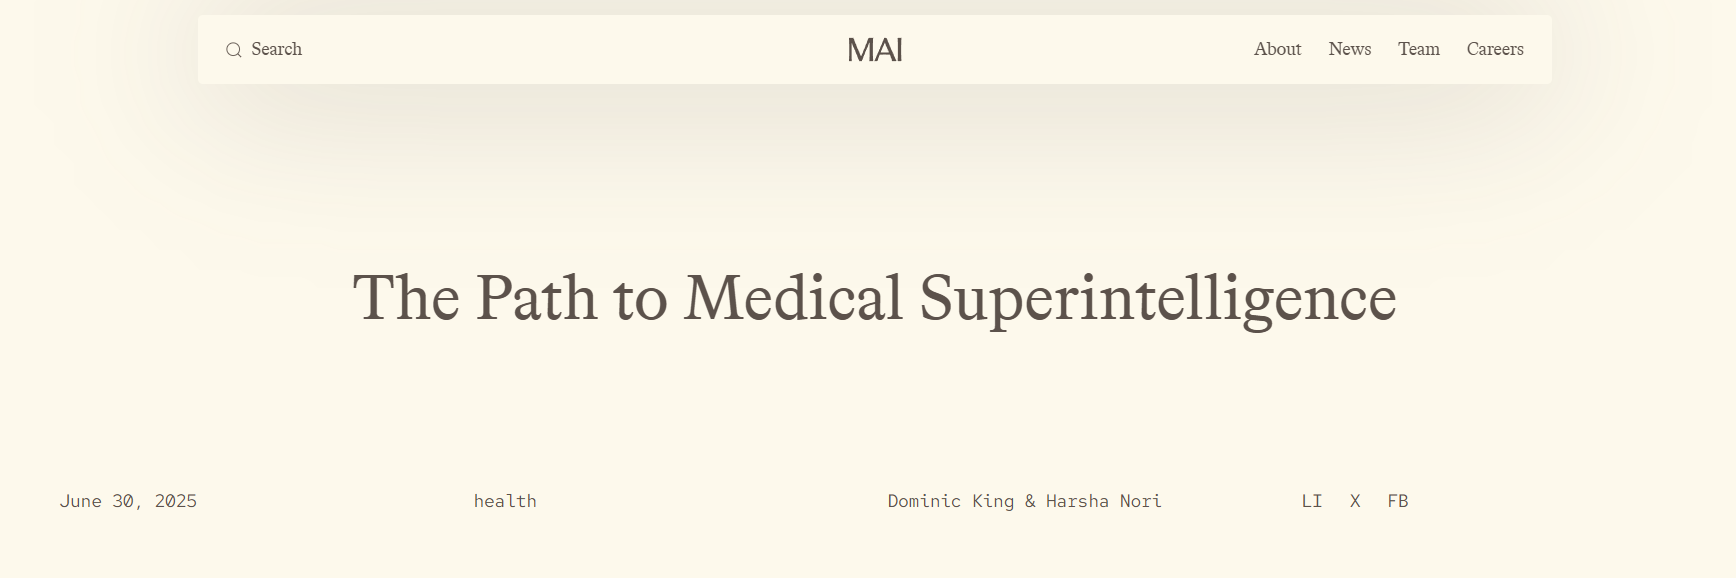 Search MAI About News Team Careers
The Path to Medical Superintelligence
June 30, 2025 health Dominic King & Harsha Nori LI X FB